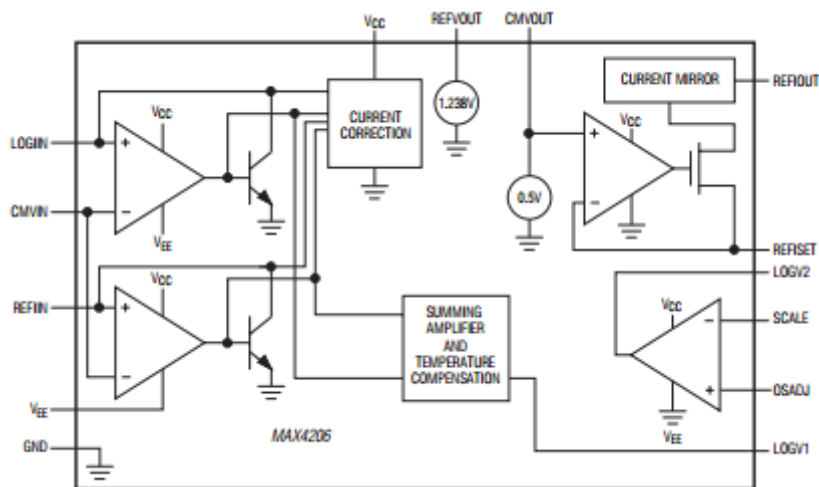 VCC
REFVOUT
CMVOUT
CURRENT MIRROR
REFIOUT
1.238V
CURRENT
CORRECTION
VCC
LOGIIN
+
VCC
+
CMVIN
−
0.5V
−
VEE
REFISET
VCC
LOGV2
REFIIN
+
SUMMING
AMPLIFIER
AND
TEMPERATURE
COMPENSATION
VCC
−
SCALE
−
+
OSADJ
VEE
VEE
GND
MAX4206
LOGV1